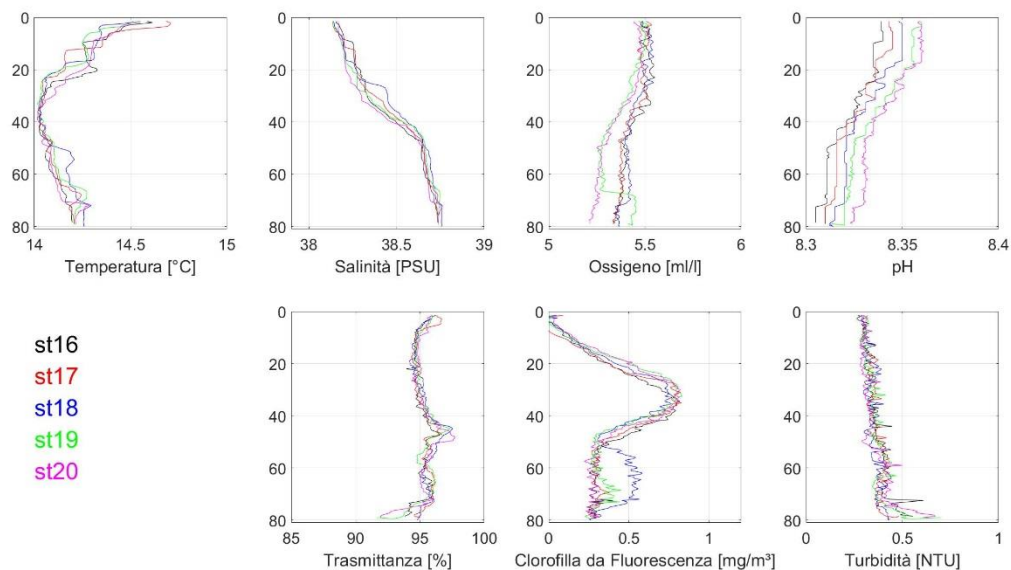 0
20
40
60
80
14 14.5 15
Temperatura [°C]
0
20
40
60
80
38 38.5 39
Salinità [PSU]
0
20
40
60
80
5 5.5 6
Ossigeno [ml/l]
0
20
40
60
80
8.3 8.35 8.4
pH
st16
st17
st18
st19
st20
0
20
40
60
80
85 90 95 100
Trasmittanza [%]
0
20
40
60
80
0 0.5 1
Clorofilla da Fluorescenza [mg/m³]
0
20
40
60
80
0 0.5 1
Turbidità [NTU]